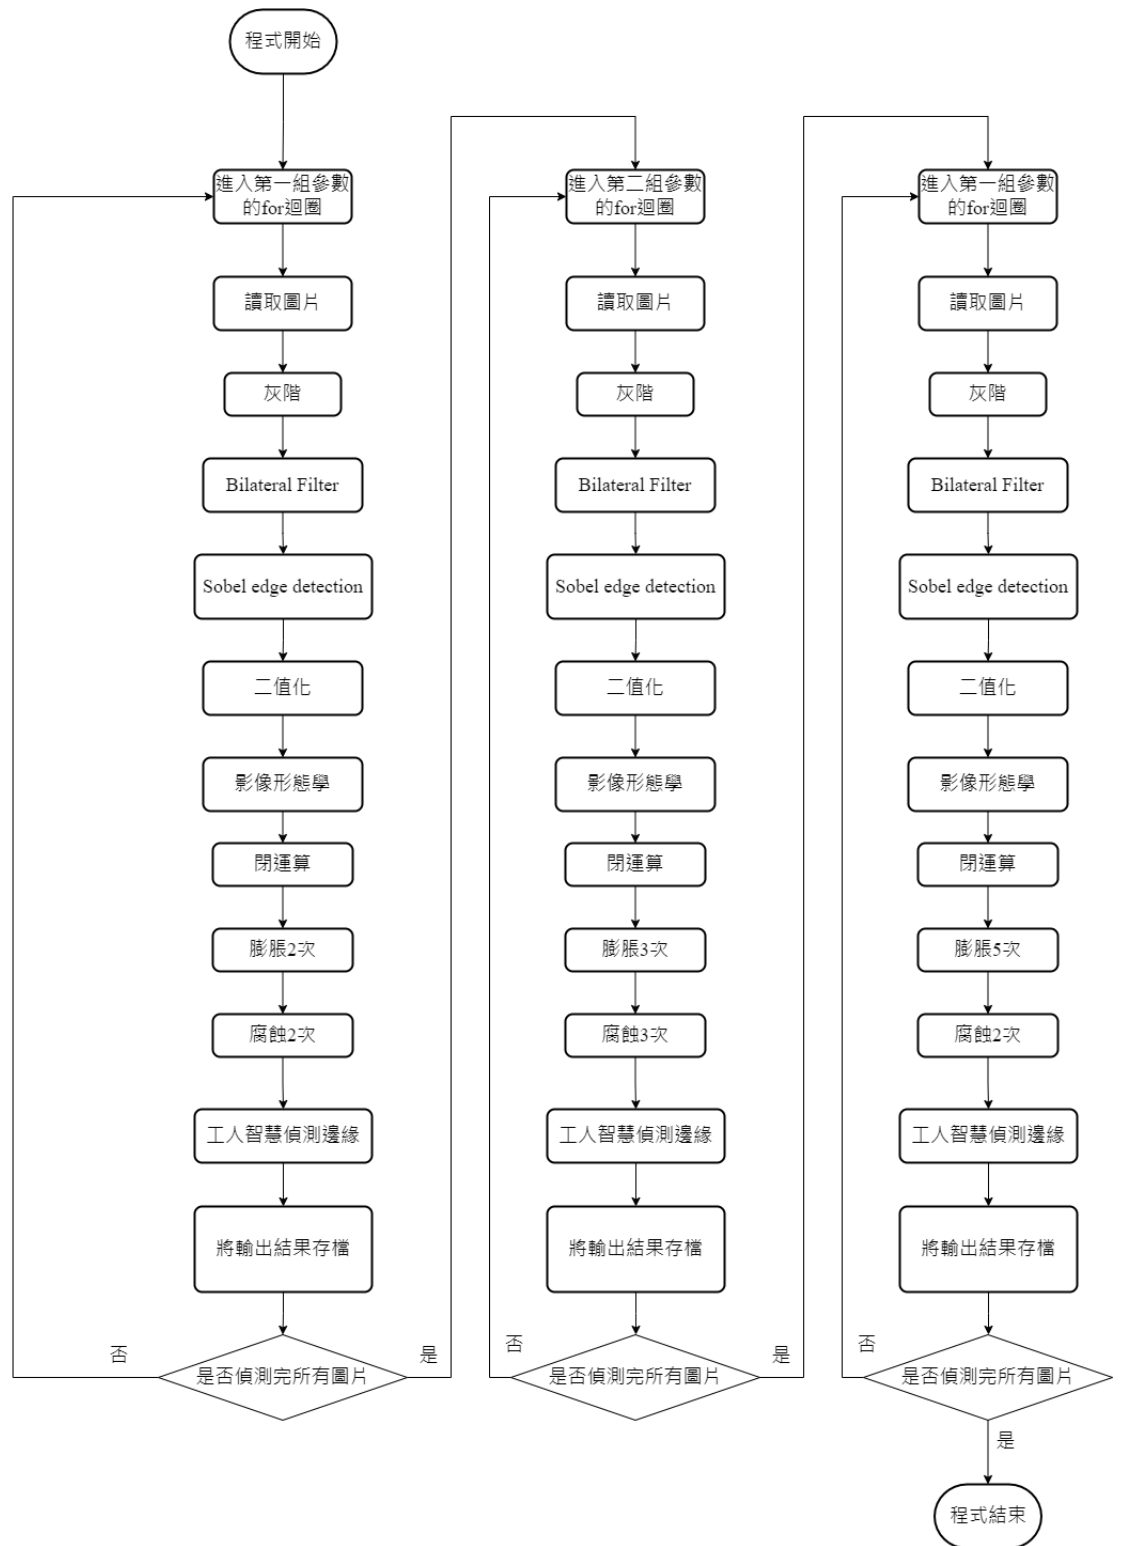 程式開始
進入第一組參數
的for迴圈
讀取圖片
灰階
Bilateral Filter
Sobel edge detection
二值化
影像形態學
閉運算
膨脹2次
腐蝕2次
工人智慧偵測邊緣
將輸出結果存檔
是否偵測完所有圖片
否
是
進入第二組參數
的for迴圈
讀取圖片
灰階
Bilateral Filter
Sobel edge detection
二值化
影像形態學
閉運算
膨脹3次
腐蝕3次
工人智慧偵測邊緣
將輸出結果存檔
是否偵測完所有圖片
否
是
進入第一組參數
的for迴圈
讀取圖片
灰階
Bilateral Filter
Sobel edge detection
二值化
影像形態學
閉運算
膨脹5次
腐蝕2次
工人智慧偵測邊緣
將輸出結果存檔
是否偵測完所有圖片
否
是
程式結束